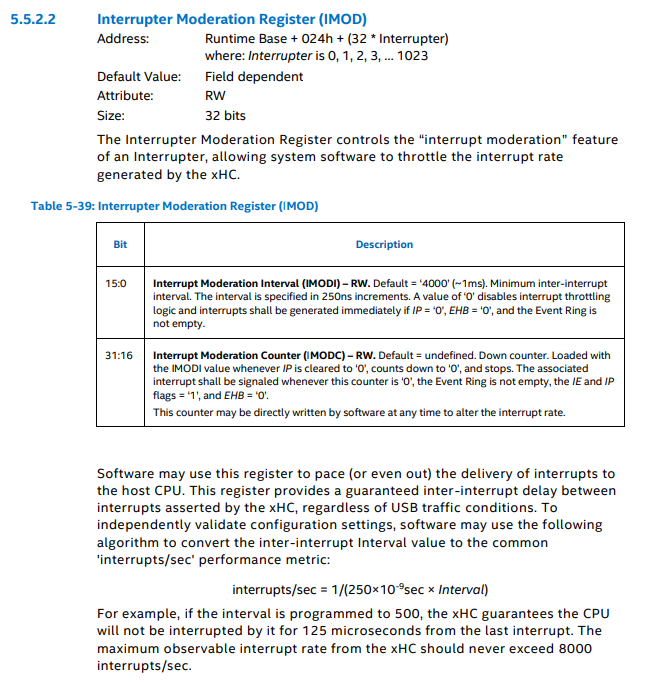 5.5.2.2 Interrupter Moderation Register (IMOD)
Address: Runtime Base + 024h + (32 * Interrupter)
where: Interrupter is 0, 1, 2, 3, ... 1023
Default Value: Field dependent
Attribute: RW
Size: 32 bits
The Interrupter Moderation Register controls the “interrupt moderation” feature
of an Interrupter, allowing system software to throttle the interrupt rate
generated by the xHC.
Table 5-39: Interrupter Moderation Register (IMOD)
Bit Description
15:0 Interrupt Moderation Interval (IMODI) – RW. Default = ‘4000’ (~1ms). Minimum inter-interrupt
interval. The interval is specified in 250ns increments. A value of ‘0’ disables interrupt throttling
logic and interrupts shall be generated immediately if IP = ‘0’, EHB = ‘0’, and the Event Ring is
not empty.
31:16 Interrupt Moderation Counter (IMODC) – RW. Default = undefined. Down counter. Loaded with
the IMODI value whenever IP is cleared to ‘0’, counts down to ‘0’, and stops. The associated
interrupt shall be signaled whenever this counter is ‘0’, the Event Ring is not empty, the IE and IP
flags = ‘1’, and EHB = ‘0’.
This counter may be directly written by software at any time to alter the interrupt rate.
Software may use this register to pace (or even out) the delivery of interrupts to
the host CPU. This register provides a guaranteed inter-interrupt delay between
interrupts asserted by the xHC, regardless of USB traffic conditions. To
independently validate configuration settings, software may use the following
algorithm to convert the inter-interrupt Interval value to the common
'interrupts/sec' performance metric:
interrupts/sec = 1/(250×10⁻⁹sec × Interval)
For example, if the interval is programmed to 500, the xHC guarantees the CPU
will not be interrupted by it for 125 microseconds from the last interrupt. The
maximum observable interrupt rate from the xHC should never exceed 8000
interrupts/sec.